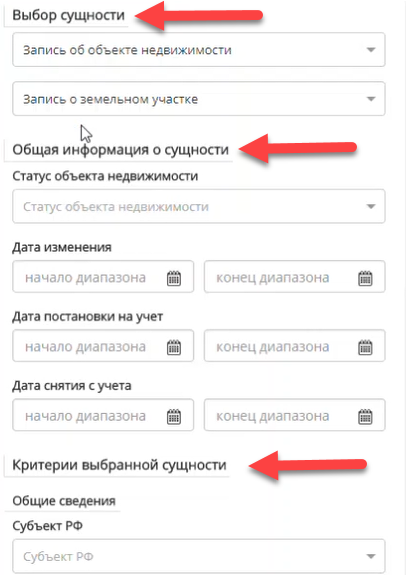 Выбор сущности
Запись об объекте недвижимости
Запись о земельном участке
Общая информация о сущности
Статус объекта недвижимости
Статус объекта недвижимости
Дата изменения
начало диапазона конец диапазона
Дата постановки на учет
начало диапазона конец диапазона
Дата снятия с учета
начало диапазона конец диапазона
Критерии выбранной сущности
Общие сведения
Субъект РФ
Субъект РФ